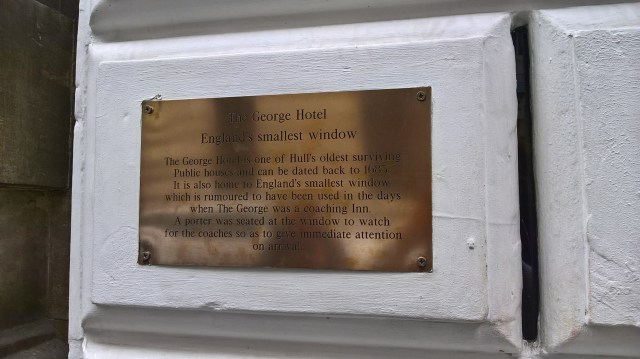 The George Hotel
England's smallest window
The George Hotel is one of Hull's oldest surviving
Public houses and can be dated back to 1685.
It is also home to England's smallest window
which is rumoured to have been used in the days
when The George was a coaching Inn.
A porter was seated at the window to watch
for the coaches so as to give immediate attention
on arrival.